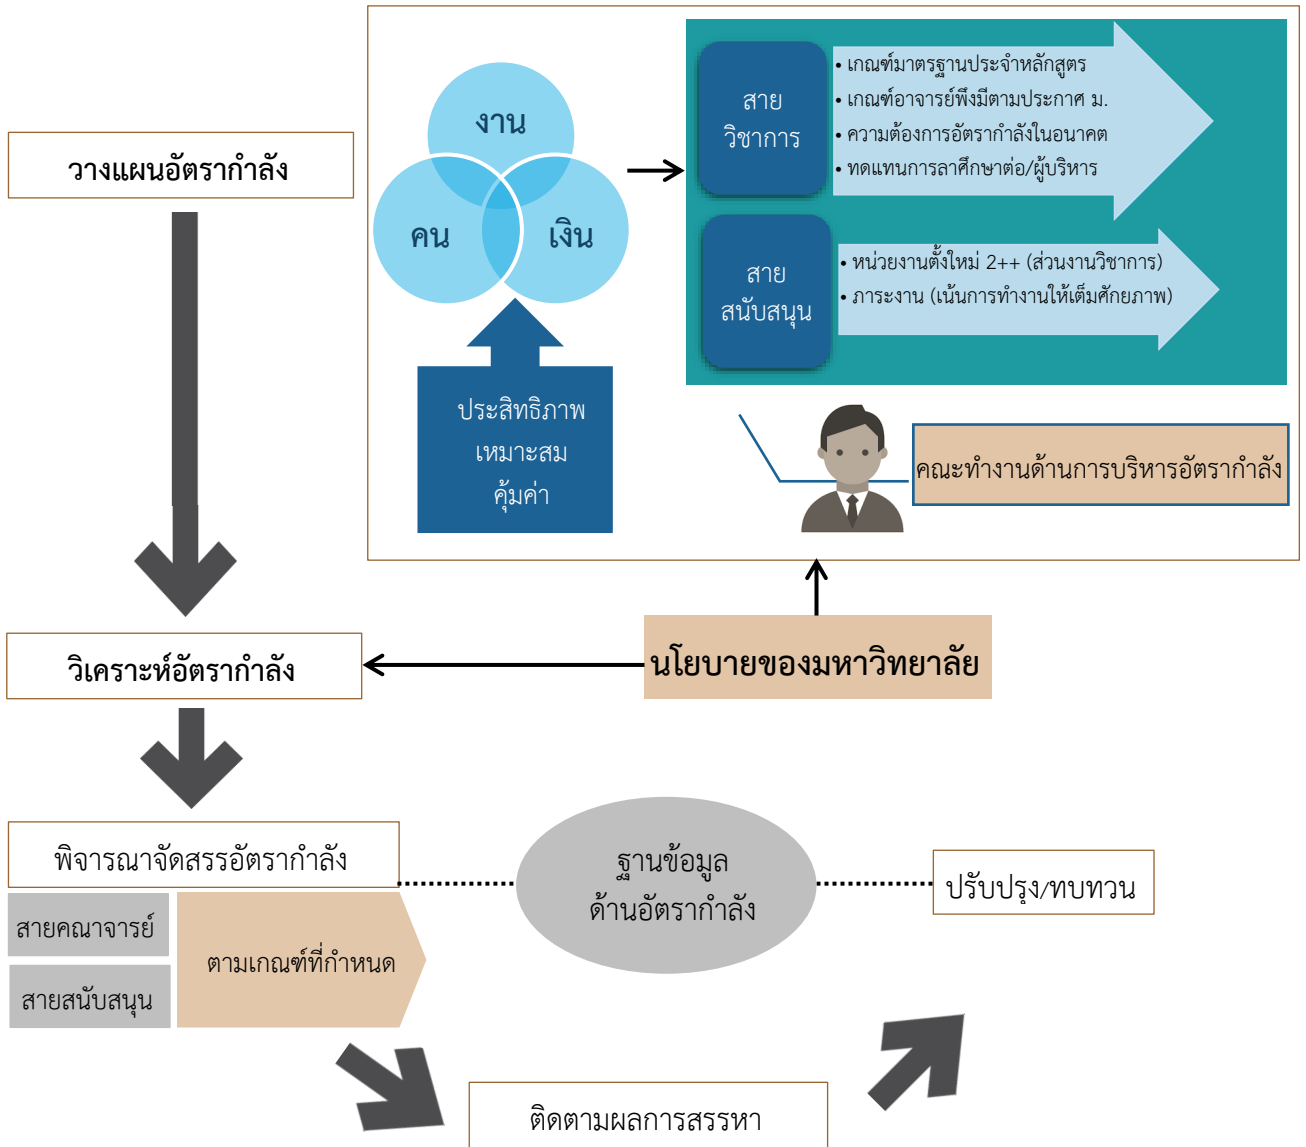 วางแผนอัตรากำลัง
งาน
คน
เงิน
ประสิทธิภาพ
เหมาะสม
คุ้มค่า
สาย
วิชาการ
• เกณฑ์มาตรฐานประจำหลักสูตร
• เกณฑ์อาจารย์พึงมีตามประกาศ ม.
• ความต้องการอัตรากำลังในอนาคต
• ทดแทนการลาศึกษาต่อ/ผู้บริหาร
สาย
สนับสนุน
• หน่วยงานตั้งใหม่ 2++ (ส่วนงานวิชาการ)
• ภาระงาน (เน้นการทำงานให้เต็มศักยภาพ)
คณะทำงานด้านการบริหารอัตรากำลัง
วิเคราะห์อัตรากำลัง
นโยบายของมหาวิทยาลัย
พิจารณาจัดสรรอัตรากำลัง
สายคณาจารย์
สายสนับสนุน
ตามเกณฑ์ที่กำหนด
ฐานข้อมูล
ด้านอัตรากำลัง
ปรับปรุง/ทบทวน
ติดตามผลการสรรหา